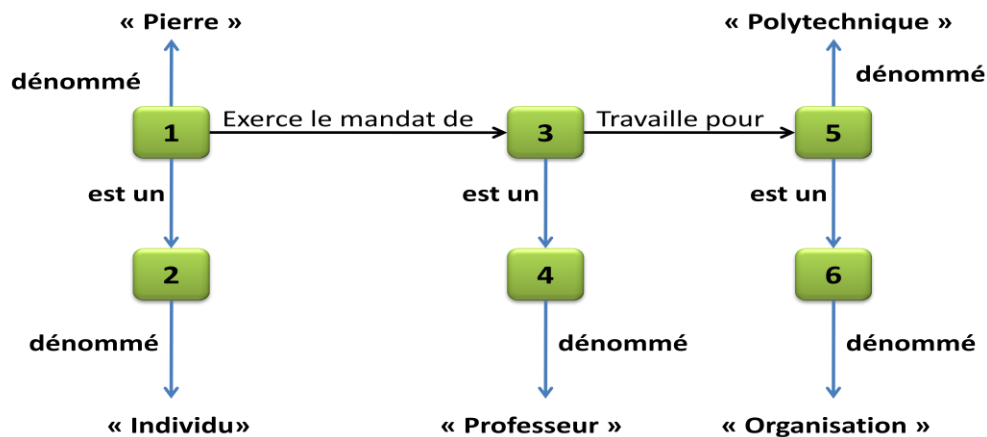 « Pierre »
« Polytechnique »
dénommé
dénommé
1
Exerce le mandat de
3
Travaille pour
5
est un
est un
est un
2
4
6
dénommé
dénommé
dénommé
« Individu»
« Professeur »
« Organisation »